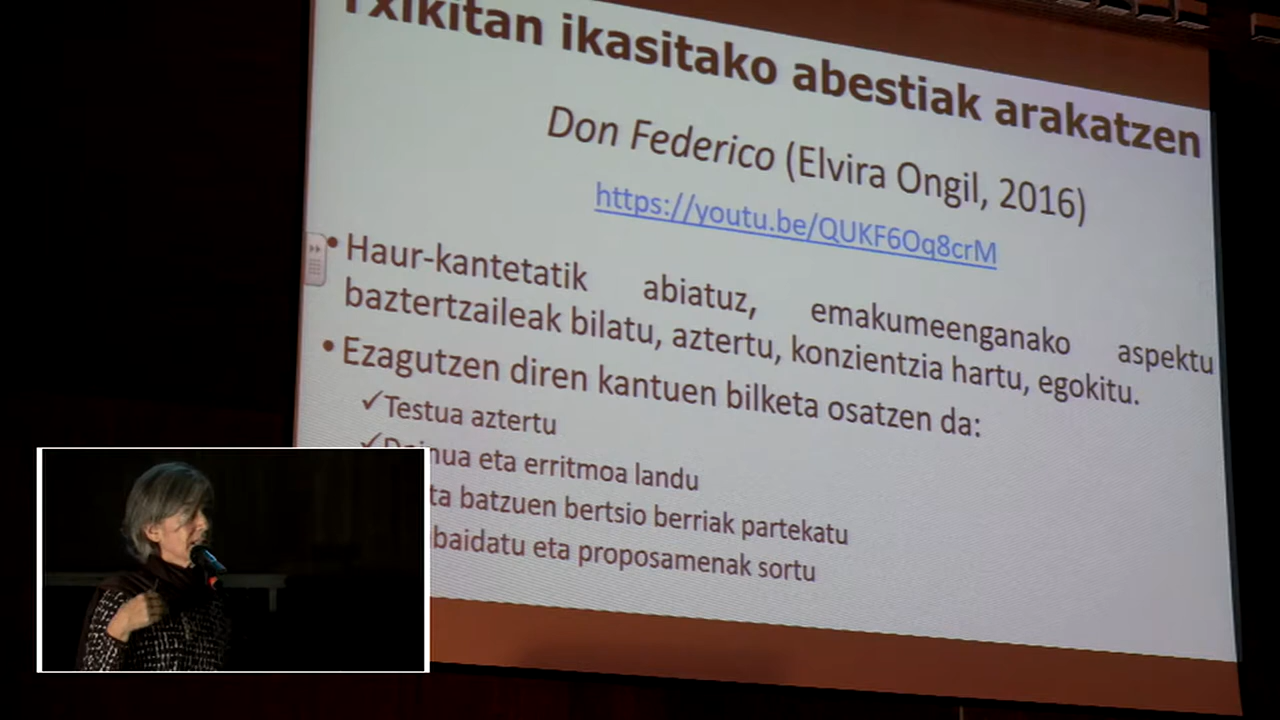 Txikitan ikasitako abestiak arakatzen
Don Federico (Elvira Ongil, 2016)
https://youtu.be/QUKF6Oq8crM
• Haur-kantetatik abiatuz, emakumeenganako aspektu
baztertzaileak bilatu, aztertu, konzientzia hartu, egokitu.
• Ezagutzen diren kantuen bilketa osatzen da:
✓Testua aztertu
✓Doinua eta erritmoa landu
batzuen bertsio berriak partekatu
eta proposamenak sortu